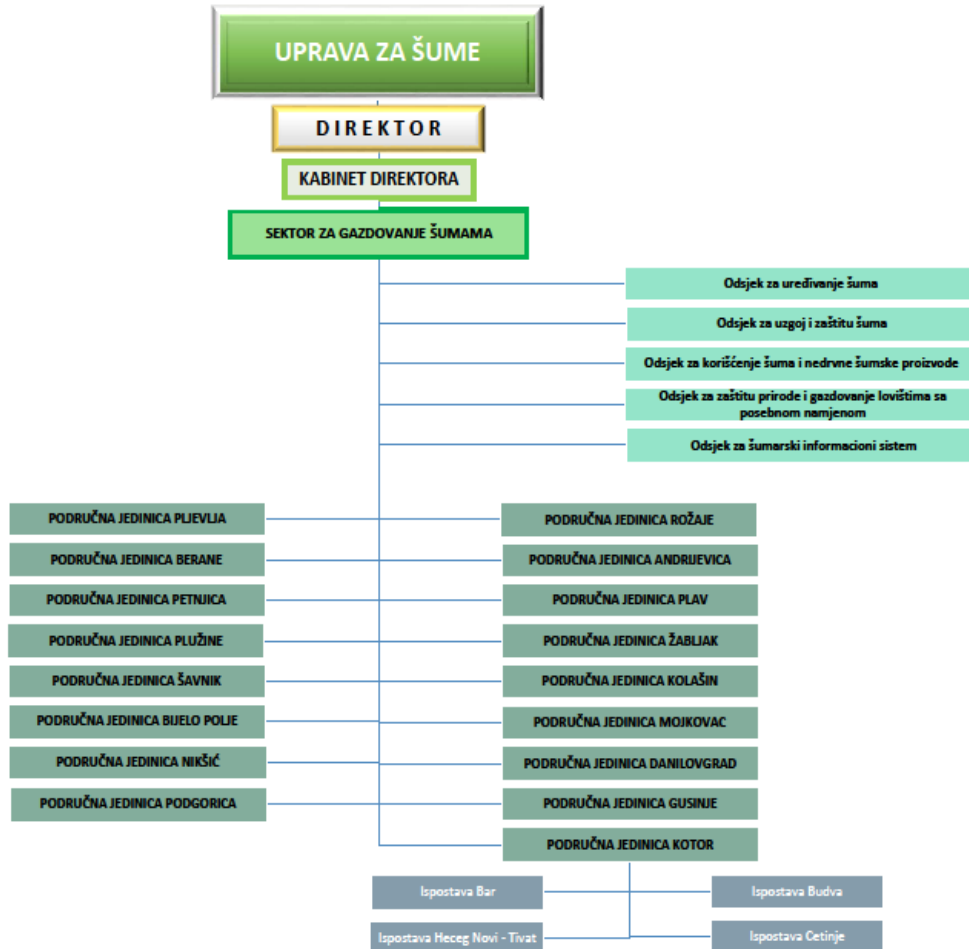 UPRAVA ZA ŠUME
DIREKTOR
KABINET DIREKTORA
SEKTOR ZA GAZDOVANJE ŠUMAMA
Odsjek za uređivanje šuma
Odsjek za uzgoj i zaštitu šuma
Odsjek za korišćenje šuma i nedrvne šumske proizvode
Odsjek za zaštitu prirode i gazdovanje lovištima sa
posebnom namjenom
Odsjek za šumarski informacioni sistem
PODRUČNA JEDINICA PLJEVLJA
PODRUČNA JEDINICA ROŽAJE
PODRUČNA JEDINICA BERANE
PODRUČNA JEDINICA ANDRIJEVICA
PODRUČNA JEDINICA PETNJICA
PODRUČNA JEDINICA PLAV
PODRUČNA JEDINICA PLUŽINE
PODRUČNA JEDINICA ŽABLJAK
PODRUČNA JEDINICA ŠAVNIK
PODRUČNA JEDINICA KOLAŠIN
PODRUČNA JEDINICA BIJELO POLJE
PODRUČNA JEDINICA MOJKOVAC
PODRUČNA JEDINICA NIKŠIĆ
PODRUČNA JEDINICA DANILOVGRAD
PODRUČNA JEDINICA PODGORICA
PODRUČNA JEDINICA GUSINJE
PODRUČNA JEDINICA KOTOR
Ispostava Bar
Ispostava Budva
Ispostava Heceg Novi - Tivat
Ispostava Cetinje